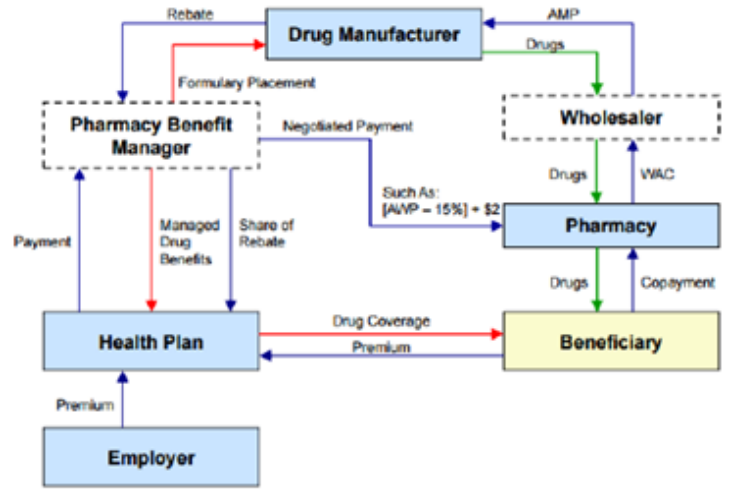 Rebate
AMP
Drug Manufacturer
Drugs
Formulary Placement
Pharmacy Benefit
Manager
Negotiated Payment
Wholesaler
Such As:
[AWP – 15%] + $2
Drugs
WAC
Payment
Managed
Drug
Benefits
Share of
Rebate
Pharmacy
Drugs
Copayment
Health Plan
Drug Coverage
Premium
Beneficiary
Premium
Employer